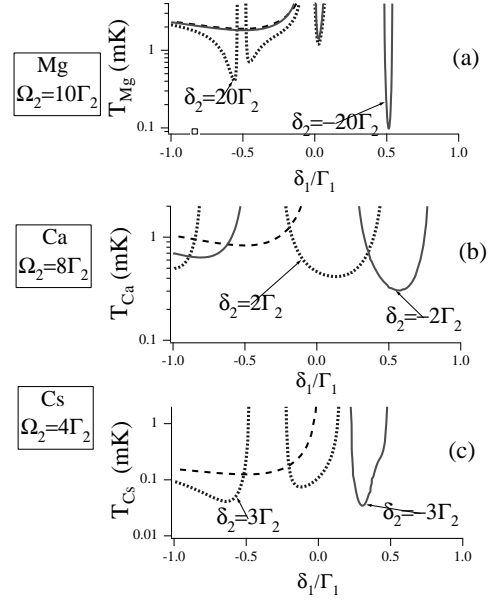 Mg
Ω₂=10Γ₂
T_Mg (mK)
1
0.1
δ₂=20Γ₂
δ₂=−20Γ₂
(a)
-1.0 -0.5 0.0 0.5 1.0
δ₁/Γ₁
Ca
Ω₂=8Γ₂
T_Ca (mK)
1
0.1
δ₂=2Γ₂
δ₂=−2Γ₂
(b)
-1.0 -0.5 0.0 0.5 1.0
δ₁/Γ₁
Cs
Ω₂=4Γ₂
T_Cs (mK)
1
0.1
0.01
δ₂=3Γ₂
δ₂=−3Γ₂
(c)
-1.0 -0.5 0.0 0.5 1.0
δ₁/Γ₁